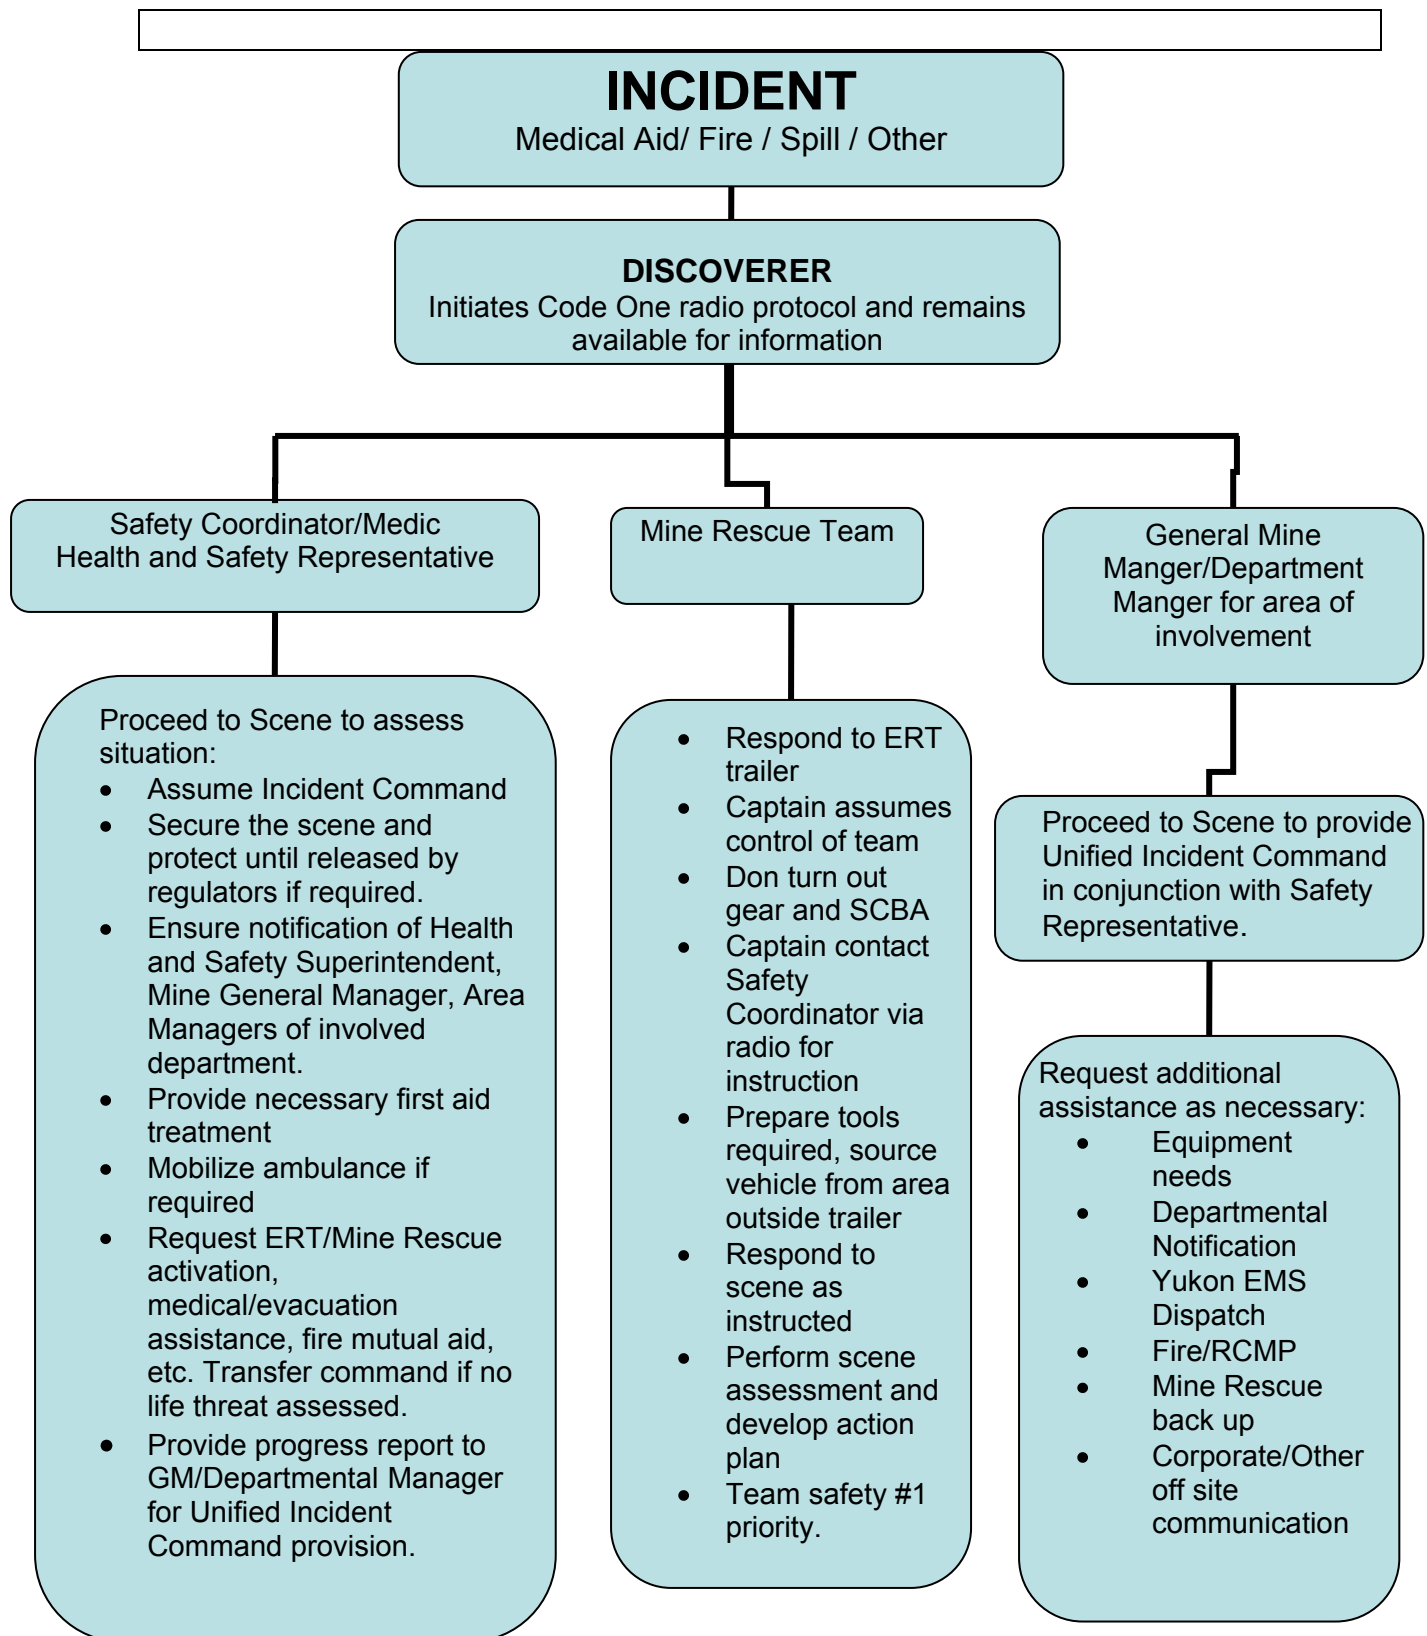 INCIDENT
Medical Aid/ Fire / Spill / Other
DISCOVERER
Initiates Code One radio protocol and remains
available for information
Safety Coordinator/Medic
Health and Safety Representative
Proceed to Scene to assess
situation:
• Assume Incident Command
• Secure the scene and
protect until released by
regulators if required.
• Ensure notification of Health
and Safety Superintendent,
Mine General Manager, Area
Managers of involved
department.
• Provide necessary first aid
treatment
• Mobilize ambulance if
required
• Request ERT/Mine Rescue
activation,
medical/evacuation
assistance, fire mutual aid,
etc. Transfer command if no
life threat assessed.
• Provide progress report to
GM/Departmental Manager
for Unified Incident
Command provision.
Mine Rescue Team
• Respond to ERT
trailer
• Captain assumes
control of team
• Don turn out
gear and SCBA
• Captain contact
Safety
Coordinator via
radio for
instruction
• Prepare tools
required, source
vehicle from area
outside trailer
• Respond to
scene as
instructed
• Perform scene
assessment and
develop action
plan
• Team safety #1
priority.
General Mine
Manger/Department
Manger for area of
involvement
Proceed to Scene to provide
Unified Incident Command
in conjunction with Safety
Representative.
Request additional
assistance as necessary:
• Equipment
needs
• Departmental
Notification
• Yukon EMS
Dispatch
• Fire/RCMP
• Mine Rescue
back up
• Corporate/Other
off site
communication